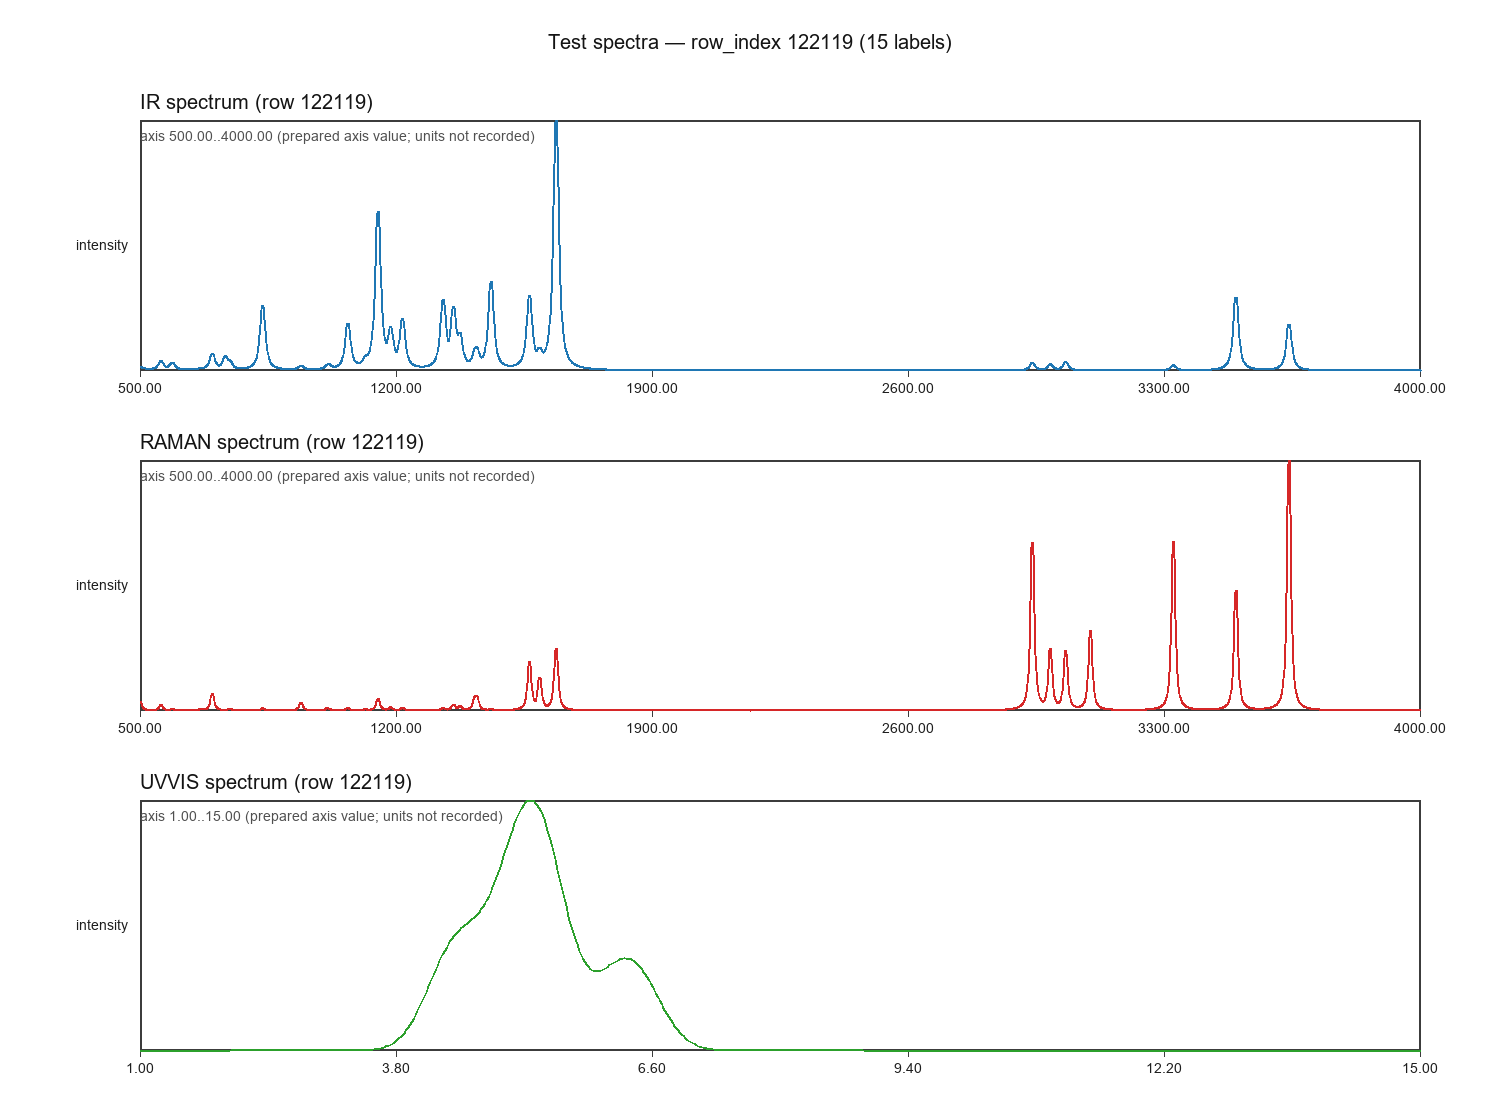 Test spectra — row_index 122119 (15 labels)
IR spectrum (row 122119)
axis 500.00..4000.00 (prepared axis value; units not recorded)
intensity
500.00 1200.00 1900.00 2600.00 3300.00 4000.00
RAMAN spectrum (row 122119)
axis 500.00..4000.00 (prepared axis value; units not recorded)
intensity
500.00 1200.00 1900.00 2600.00 3300.00 4000.00
UVVIS spectrum (row 122119)
axis 1.00..15.00 (prepared axis value; units not recorded)
intensity
1.00 3.80 6.60 9.40 12.20 15.00